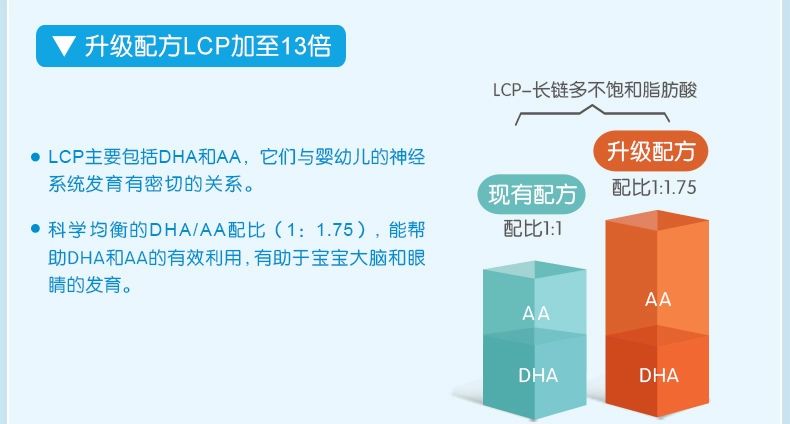 ▼ 升级配方LCP加至13倍
LCP-长链多不饱和脂肪酸
• LCP主要包括DHA和AA，它们与婴幼儿的神经
系统发育有密切的关系。
• 科学均衡的DHA/AA配比（1：1.75），能帮
助DHA和AA的有效利用，有助于宝宝大脑和眼
睛的发育。
现有配方
配比1:1
AA
DHA
升级配方
配比1:1.75
AA
DHA